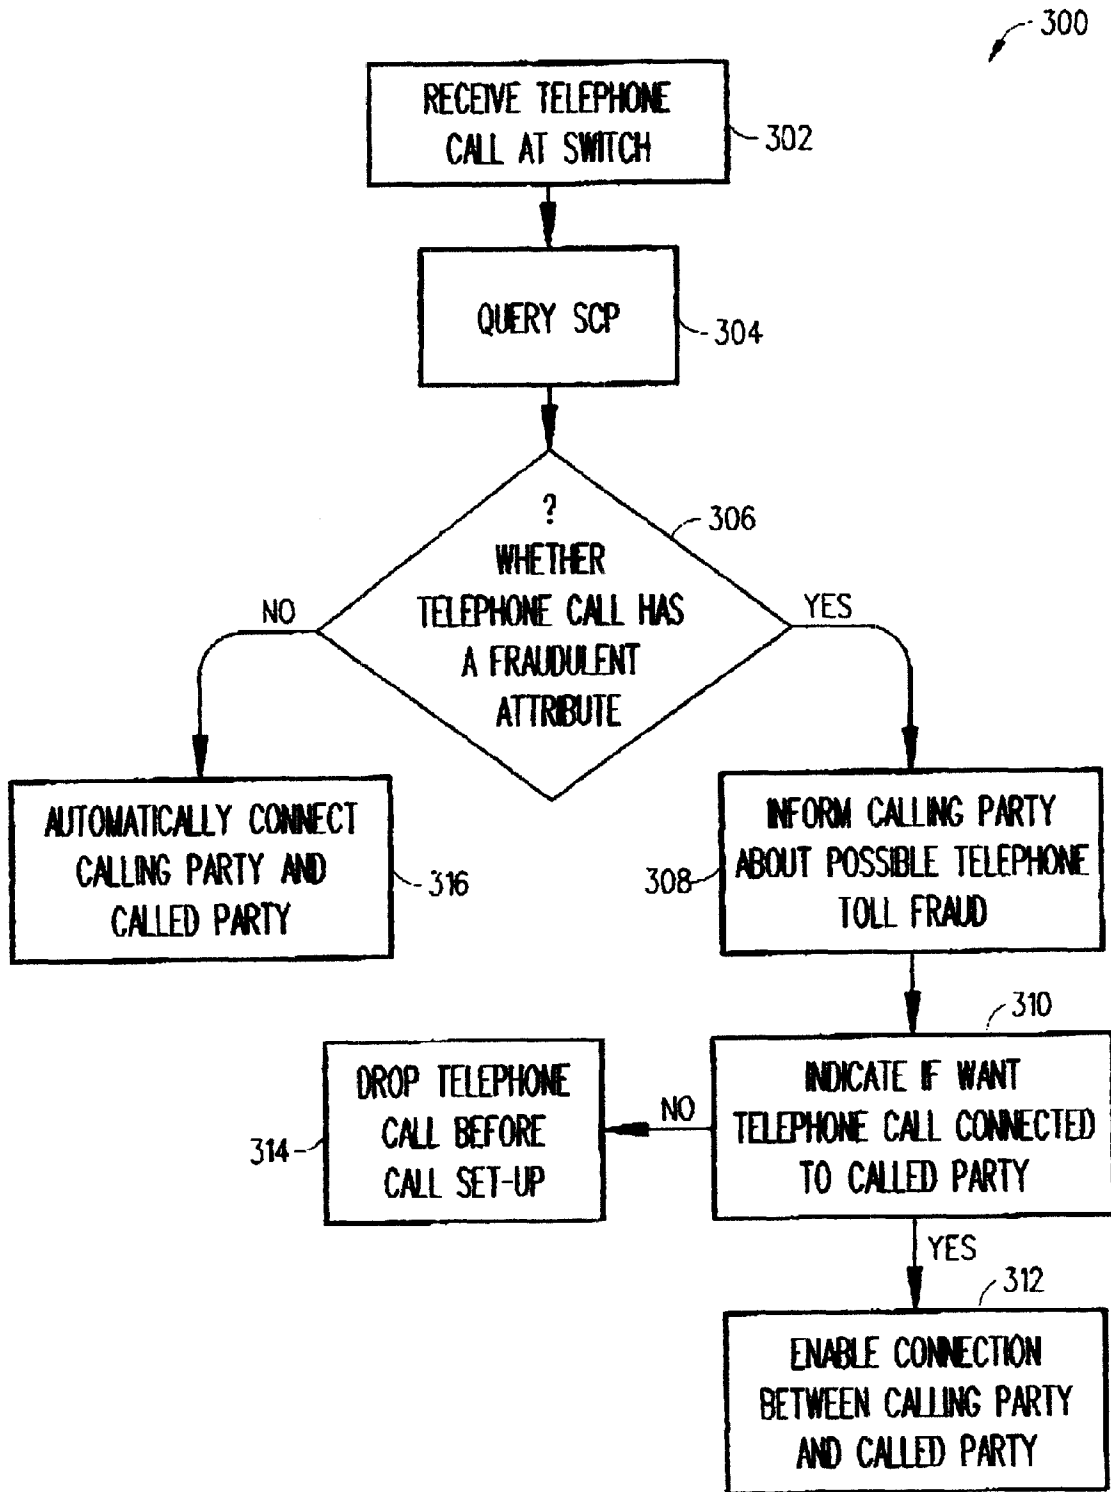 300
RECEIVE TELEPHONE
CALL AT SWITCH
302
QUERY SCP
304
?
WHETHER
TELEPHONE CALL HAS
A FRAUDULENT
ATTRIBUTE
306
NO
YES
AUTOMATICALLY CONNECT
CALLING PARTY AND
CALLED PARTY
316
INFORM CALLING PARTY
ABOUT POSSIBLE TELEPHONE
TOLL FRAUD
308
310
INDICATE IF WANT
TELEPHONE CALL CONNECTED
TO CALLED PARTY
NO
DROP TELEPHONE
CALL BEFORE
CALL SET-UP
314
YES
312
ENABLE CONNECTION
BETWEEN CALLING PARTY
AND CALLED PARTY